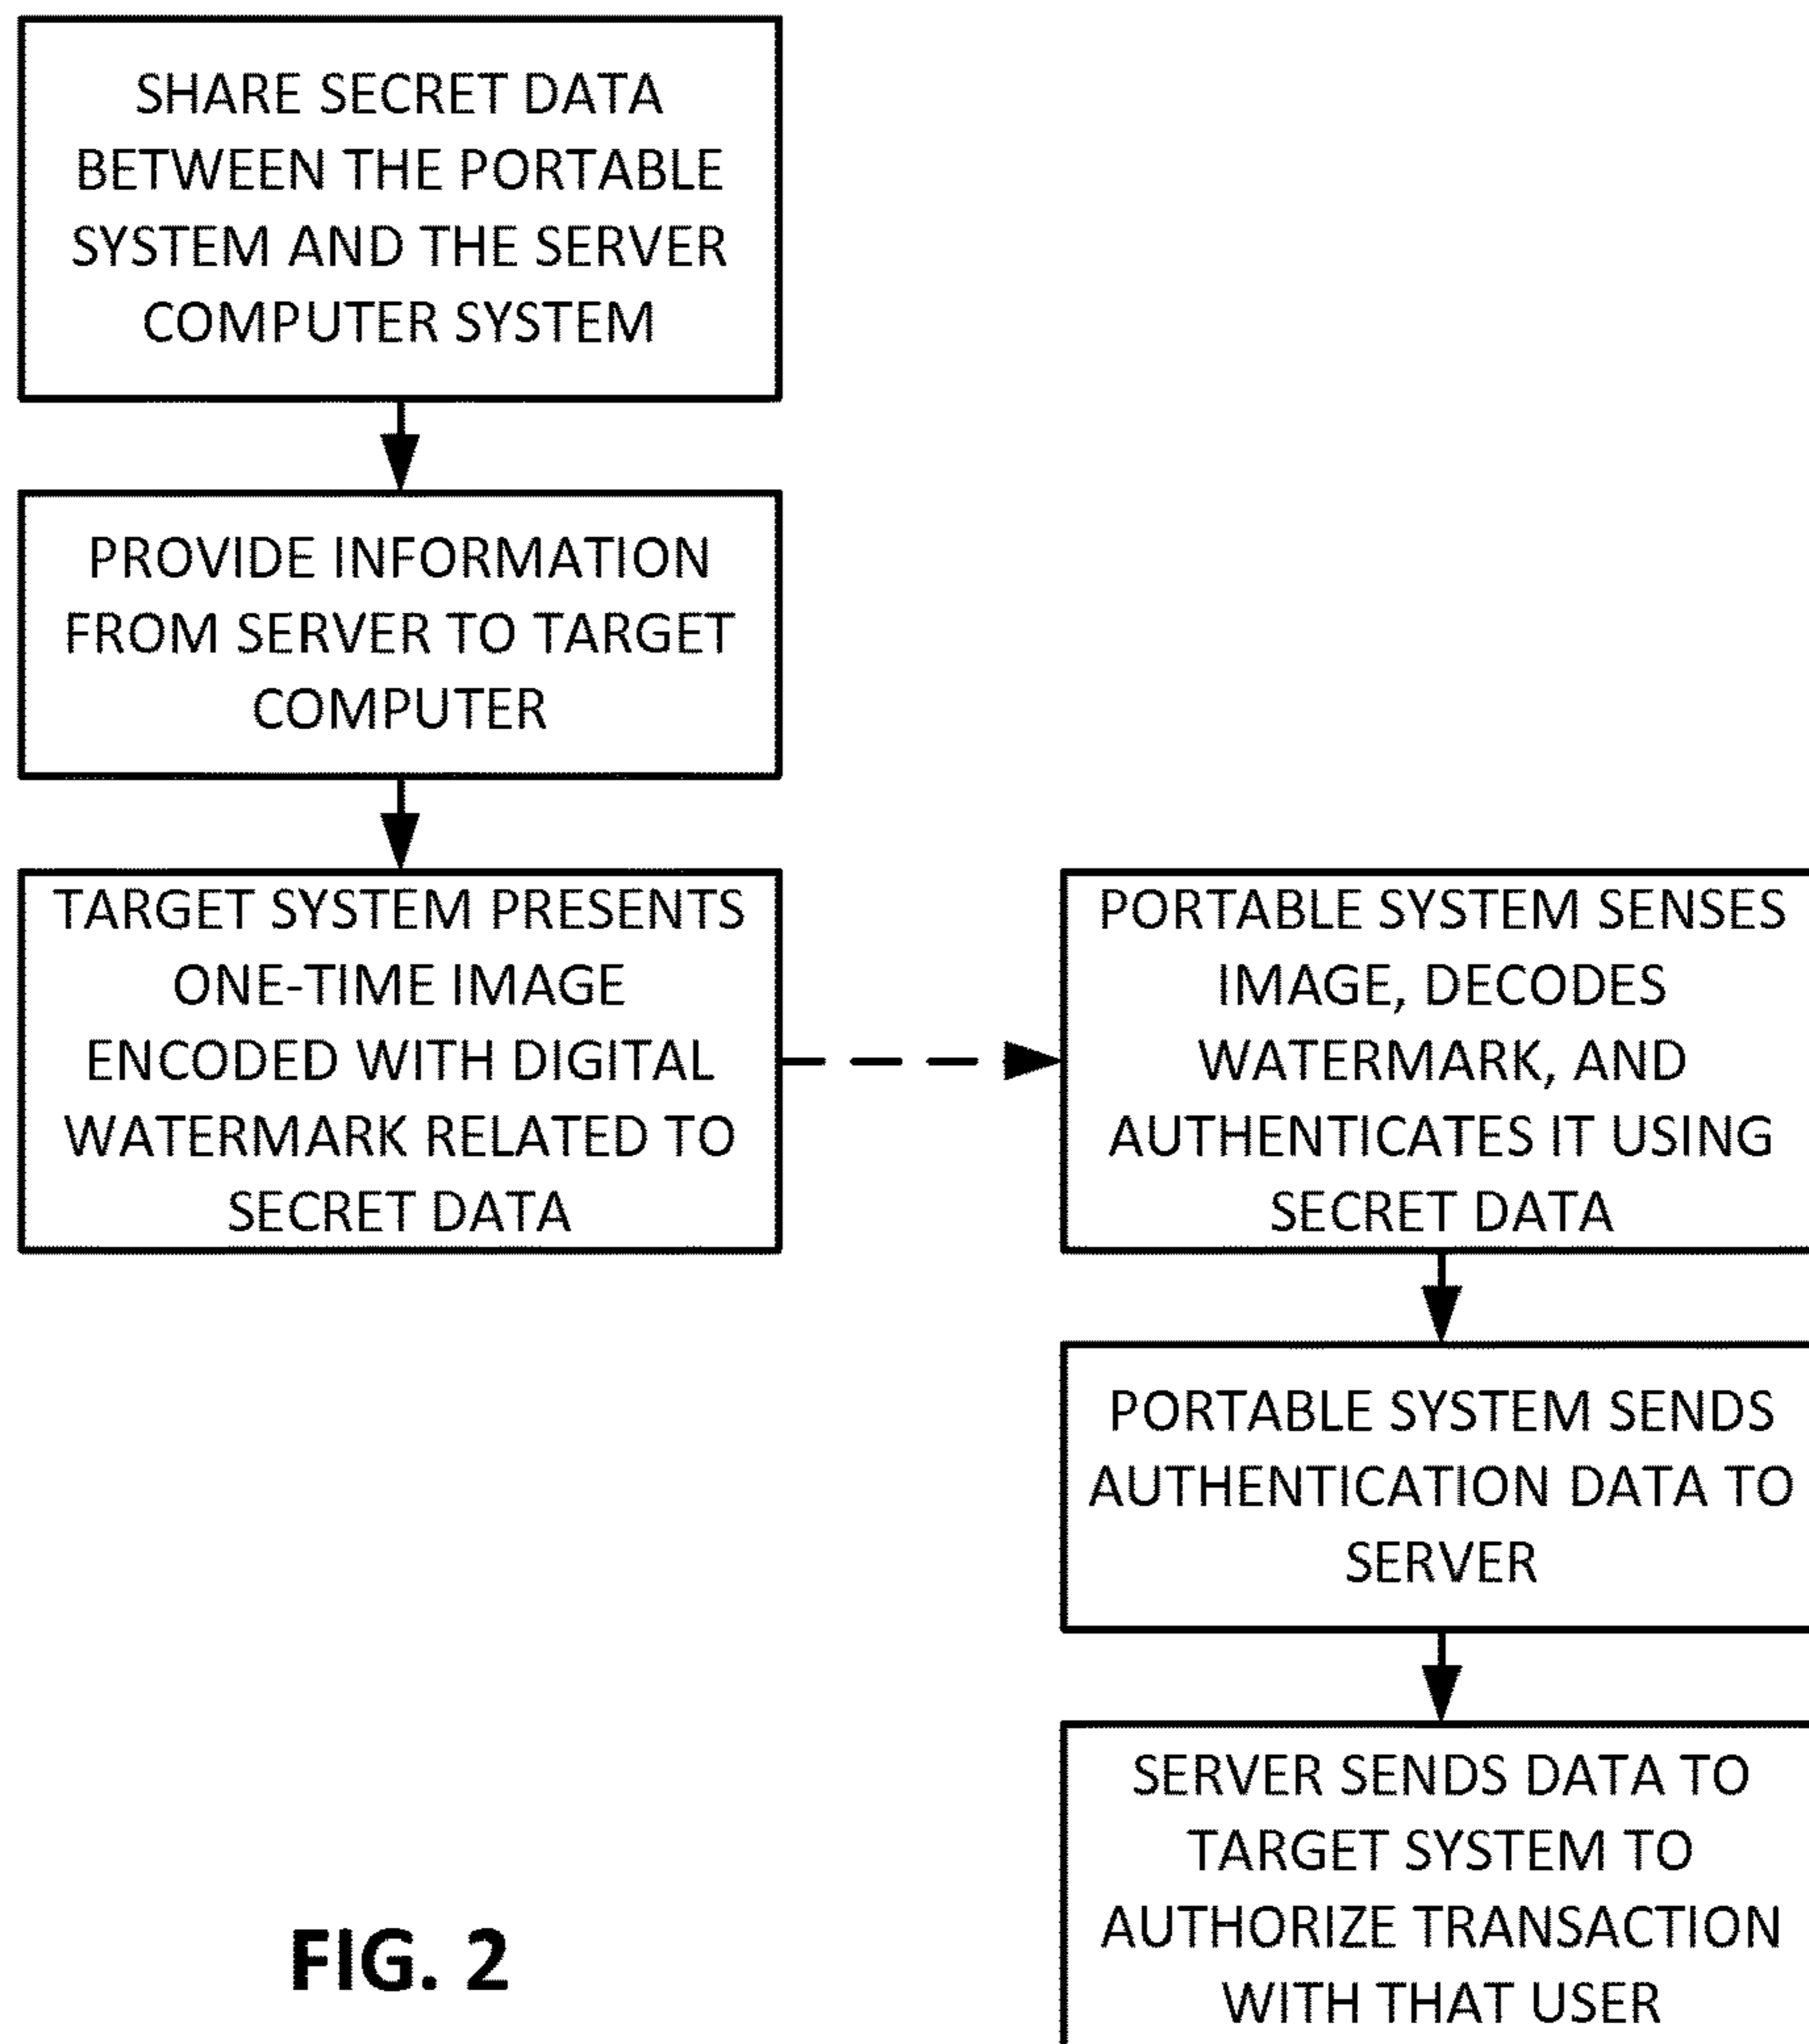 SHARE SECRET DATA
BETWEEN THE PORTABLE
SYSTEM AND THE SERVER
COMPUTER SYSTEM
PROVIDE INFORMATION
FROM SERVER TO TARGET
COMPUTER
TARGET SYSTEM PRESENTS
ONE-TIME IMAGE
ENCODED WITH DIGITAL
WATERMARK RELATED TO
SECRET DATA
PORTABLE SYSTEM SENSES
IMAGE, DECODES
WATERMARK, AND
AUTHENTICATES IT USING
SECRET DATA
PORTABLE SYSTEM SENDS
AUTHENTICATION DATA TO
SERVER
SERVER SENDS DATA TO
TARGET SYSTEM TO
AUTHORIZE TRANSACTION
WITH THAT USER
FIG. 2